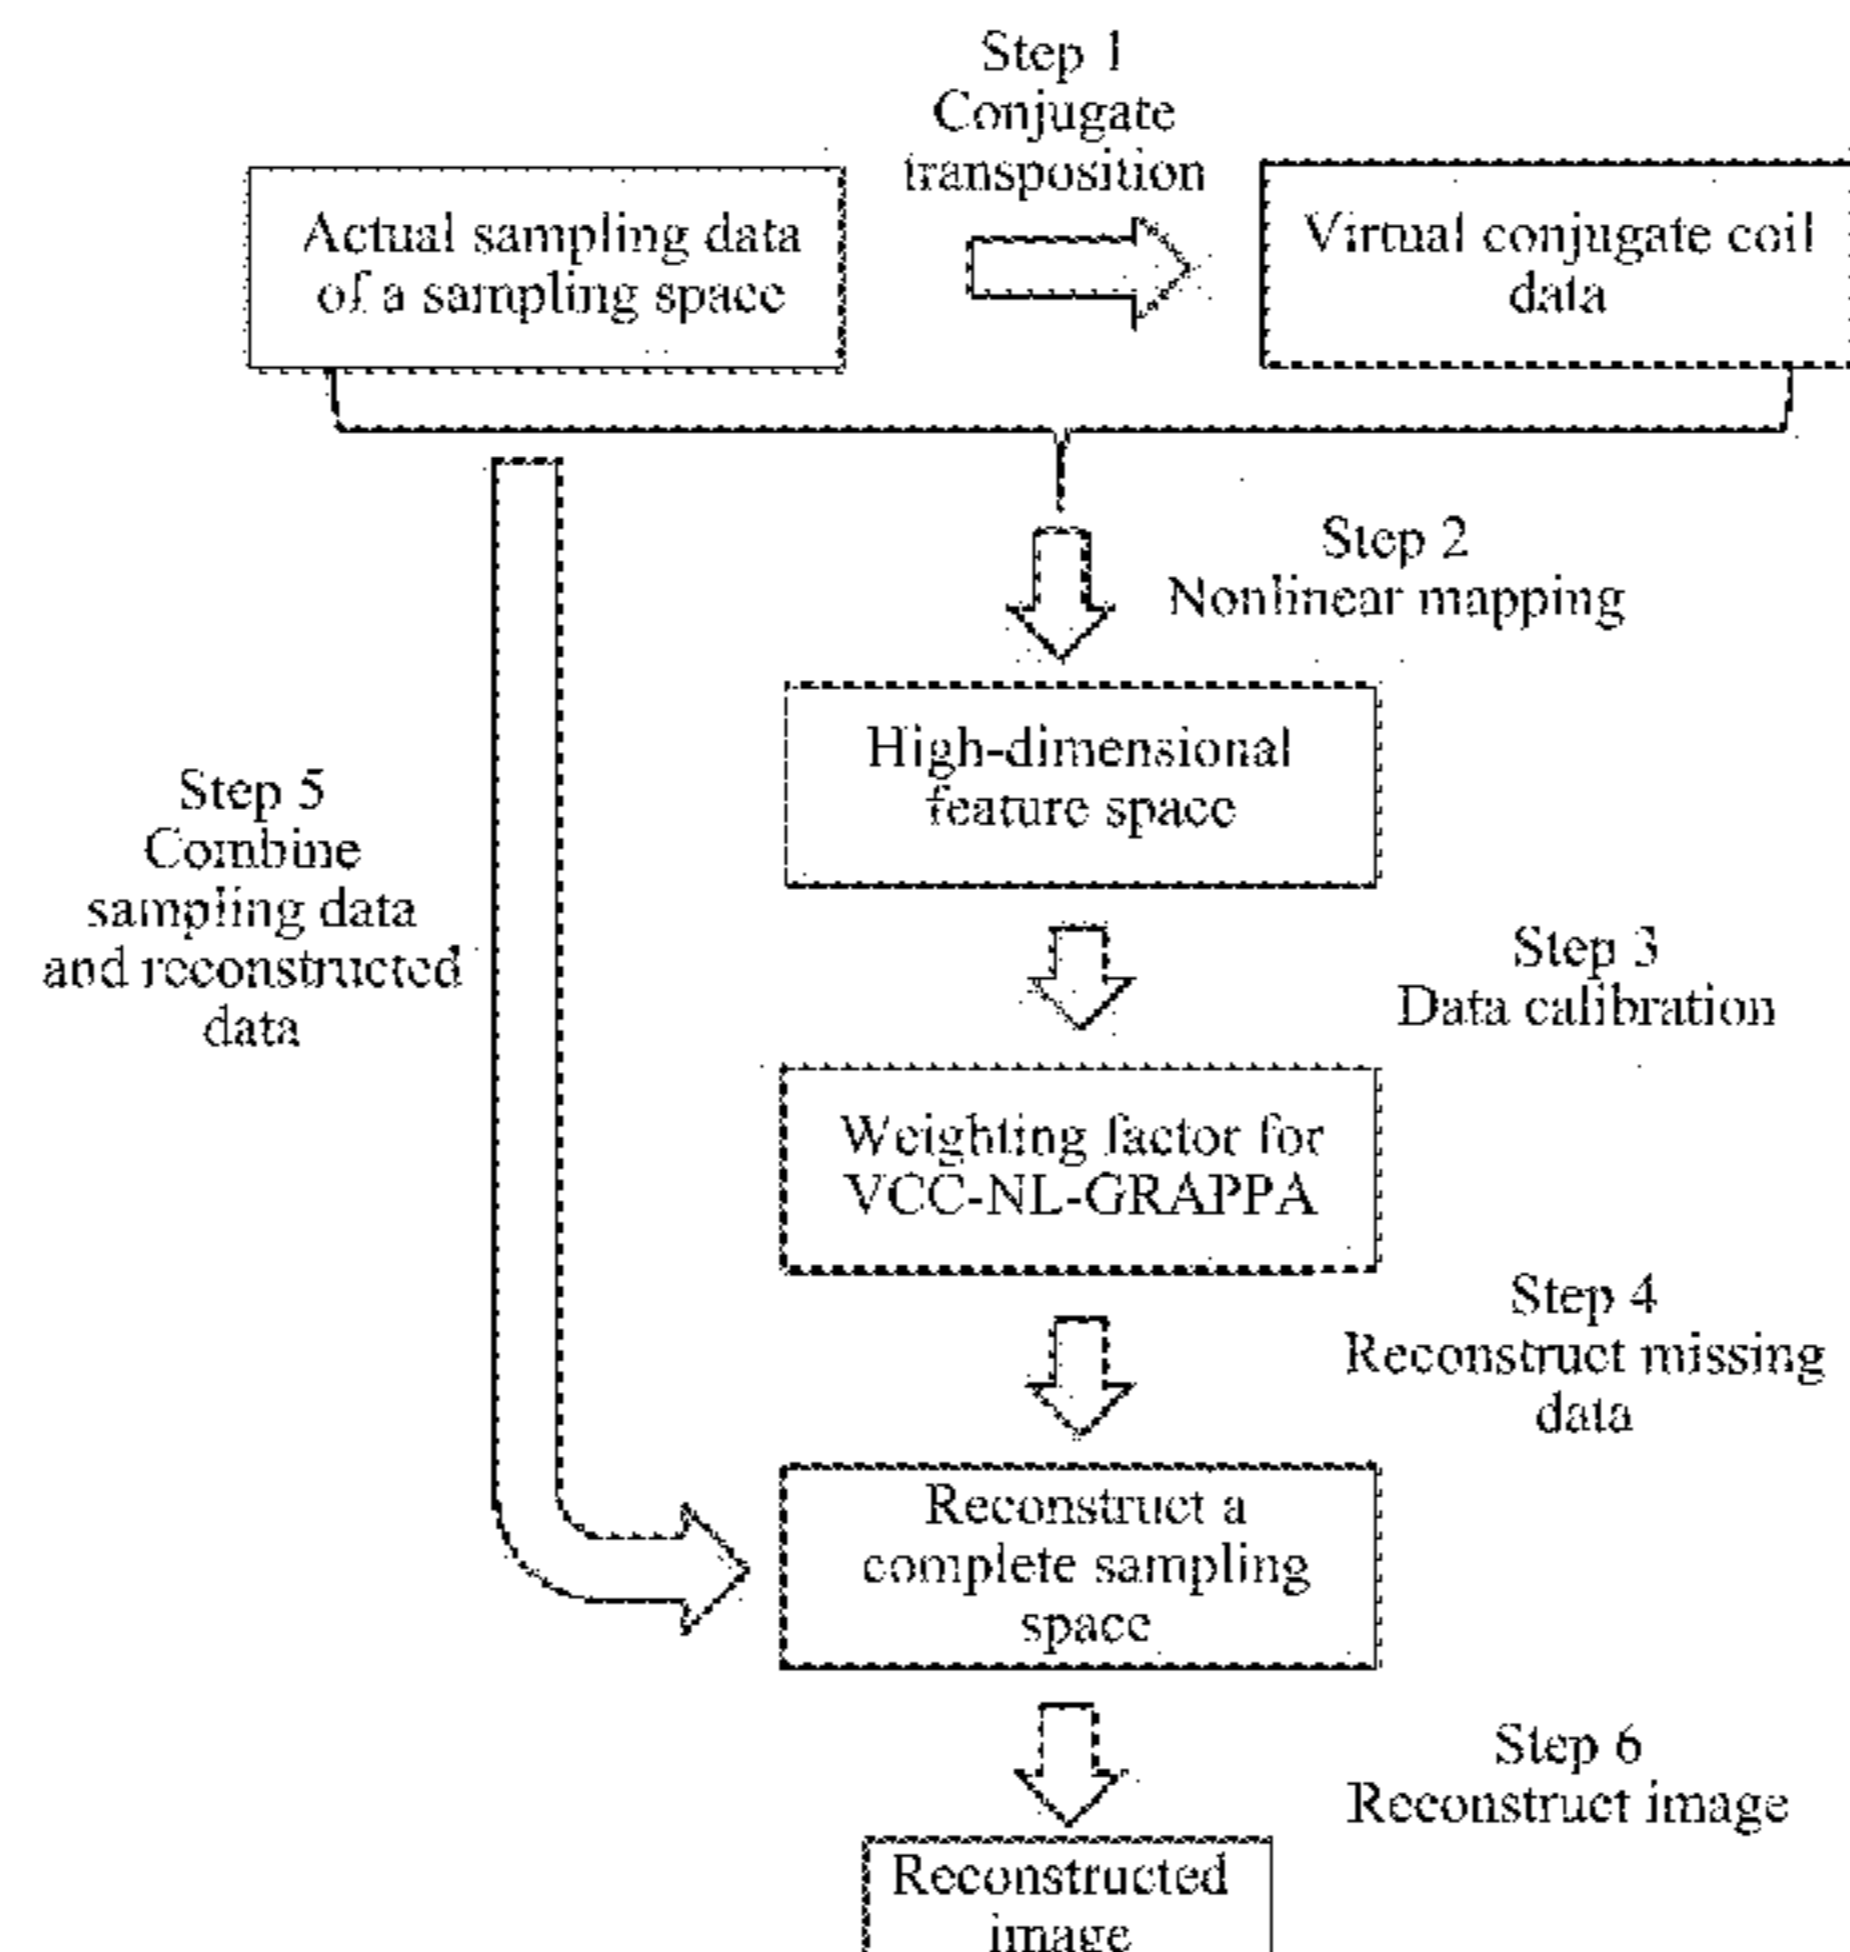 Step 1
Conjugate
transposition
Actual sampling data
of a sampling space
Virtual conjugate coil
data
Step 2
Nonlinear mapping
High-dimensional
feature space
Step 5
Combine
sampling data
and reconstructed
data
Step 3
Data calibration
Weighting factor for
VCC-NL-GRAPPA
Step 4
Reconstruct missing
data
Reconstruct a
complete sampling
space
Step 6
Reconstruct image
Reconstructed
image